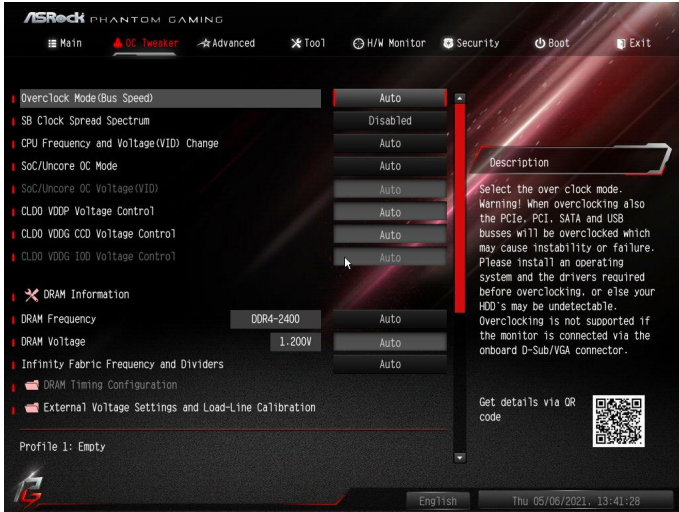 ASRock PHANTOM GAMING
Main OC Tweaker Advanced Tool H/W Monitor Security Boot Exit
Overclock Mode(Bus Speed) Auto
SB Clock Spread Spectrum Disabled
CPU Frequency and Voltage(VID) Change Auto
SoC/Uncore OC Mode Auto
SoC/Uncore OC Voltage(VID) Auto
CLDO VDDP Voltage Control Auto
CLDO VDDG CCD Voltage Control Auto
CLDO VDDG IOD Voltage Control Auto
DRAM Information
DRAM Frequency DDR4-2400 Auto
DRAM Voltage 1.200V Auto
Infinity Fabric Frequency and Dividers Auto
DRAM Timing Configuration
External Voltage Settings and Load-Line Calibration
Profile 1: Empty
Description
Select the over clock mode.
Warning! When overclocking also
the PCIe, PCI, SATA and USB
busses will be overclocked which
may cause instability or failure.
Please install an operating
system and the drivers required
before overclocking, or else your
HDD`s may be undetectable.
Overclocking is not supported if
the monitor is connected via the
onboard D-Sub/VGA connector.
Get details via QR
code
English Thu 05/06/2021, 13:41:28